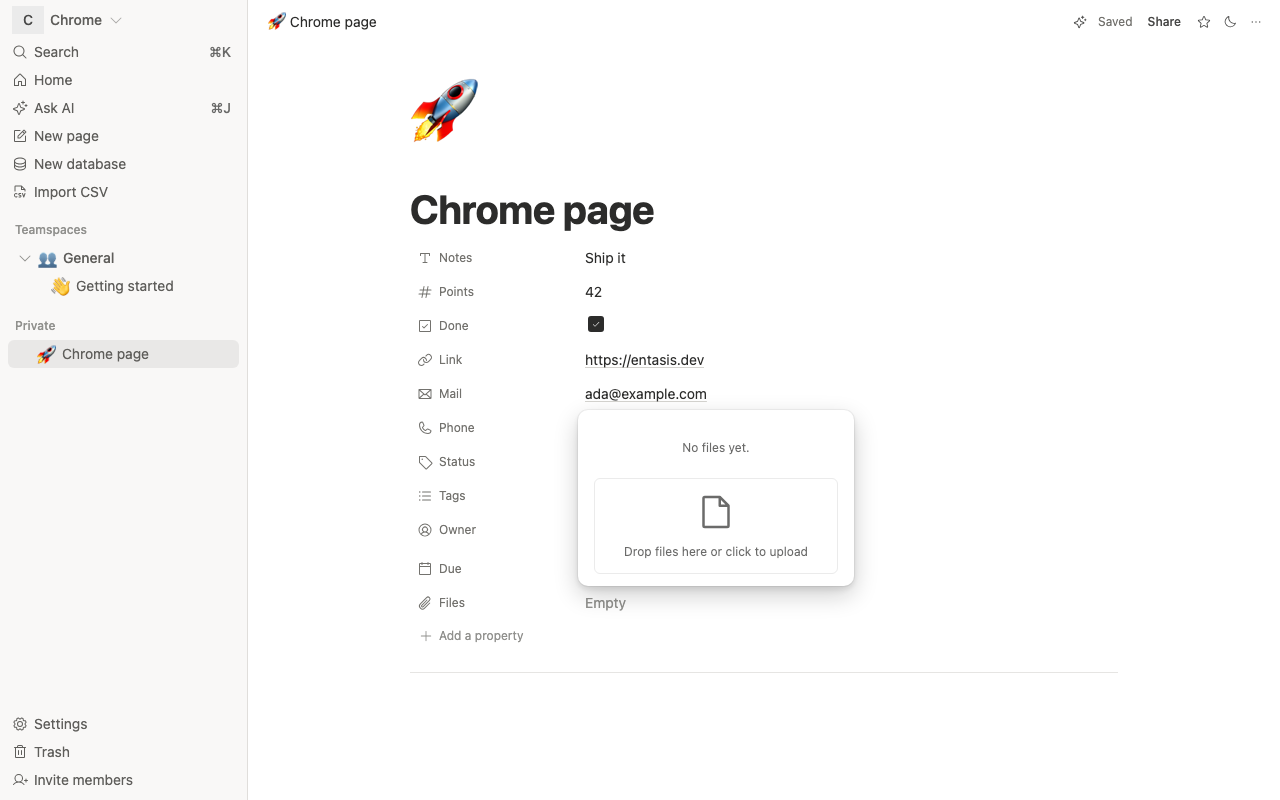 C Chrome
Search ⌘K
Home
Ask AI ⌘J
New page
New database
CSV Import CSV
Teamspaces
General
Getting started
Private
Chrome page
Settings
Trash
Invite members
Chrome page
Saved Share ···
Chrome page
Notes Ship it
Points 42
Done
Link https://entasis.dev
Mail ada@example.com
Phone
Status
Tags
Owner
Due
Files Empty
Add a property
No files yet.
Drop files here or click to upload